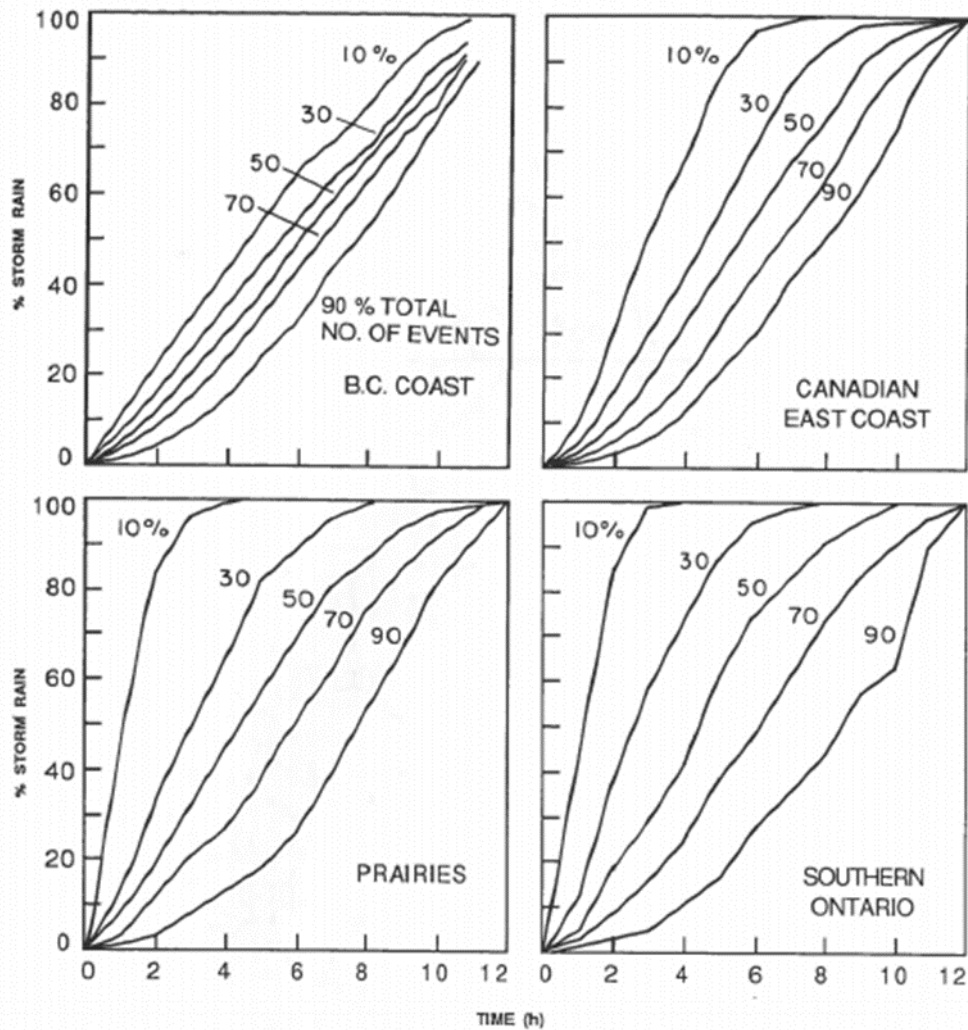 100
80
60
40
20
0
% STORM RAIN
10 %
30
50
70
90 % TOTAL
NO. OF EVENTS
B.C. COAST
10%
30
50
70
90
CANADIAN
EAST COAST
100
80
60
40
20
0
% STORM RAIN
10%
30
50
70
90
PRAIRIES
0 2 4 6 8 10 12
10%
30
50
70
90
SOUTHERN
ONTARIO
0 2 4 6 8 10 12
TIME (h)